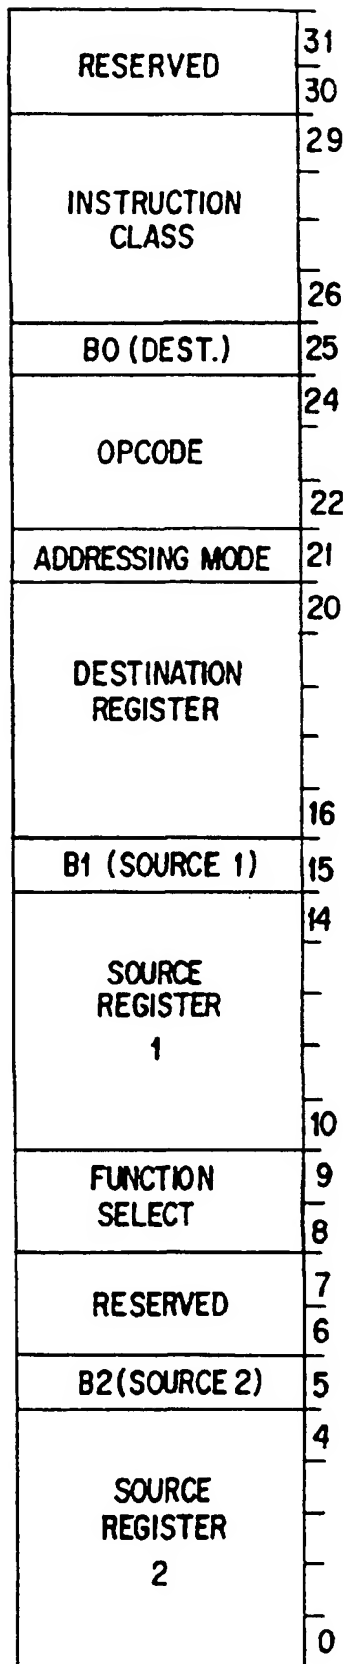 RESERVED
31
30
INSTRUCTION
CLASS
29
26
B0 (DEST.)
25
OPCODE
24
22
ADDRESSING MODE
21
DESTINATION
REGISTER
20
16
B1 (SOURCE 1)
15
SOURCE
REGISTER
1
14
10
FUNCTION
SELECT
9
8
RESERVED
7
6
B2(SOURCE 2)
5
SOURCE
REGISTER
2
4
0